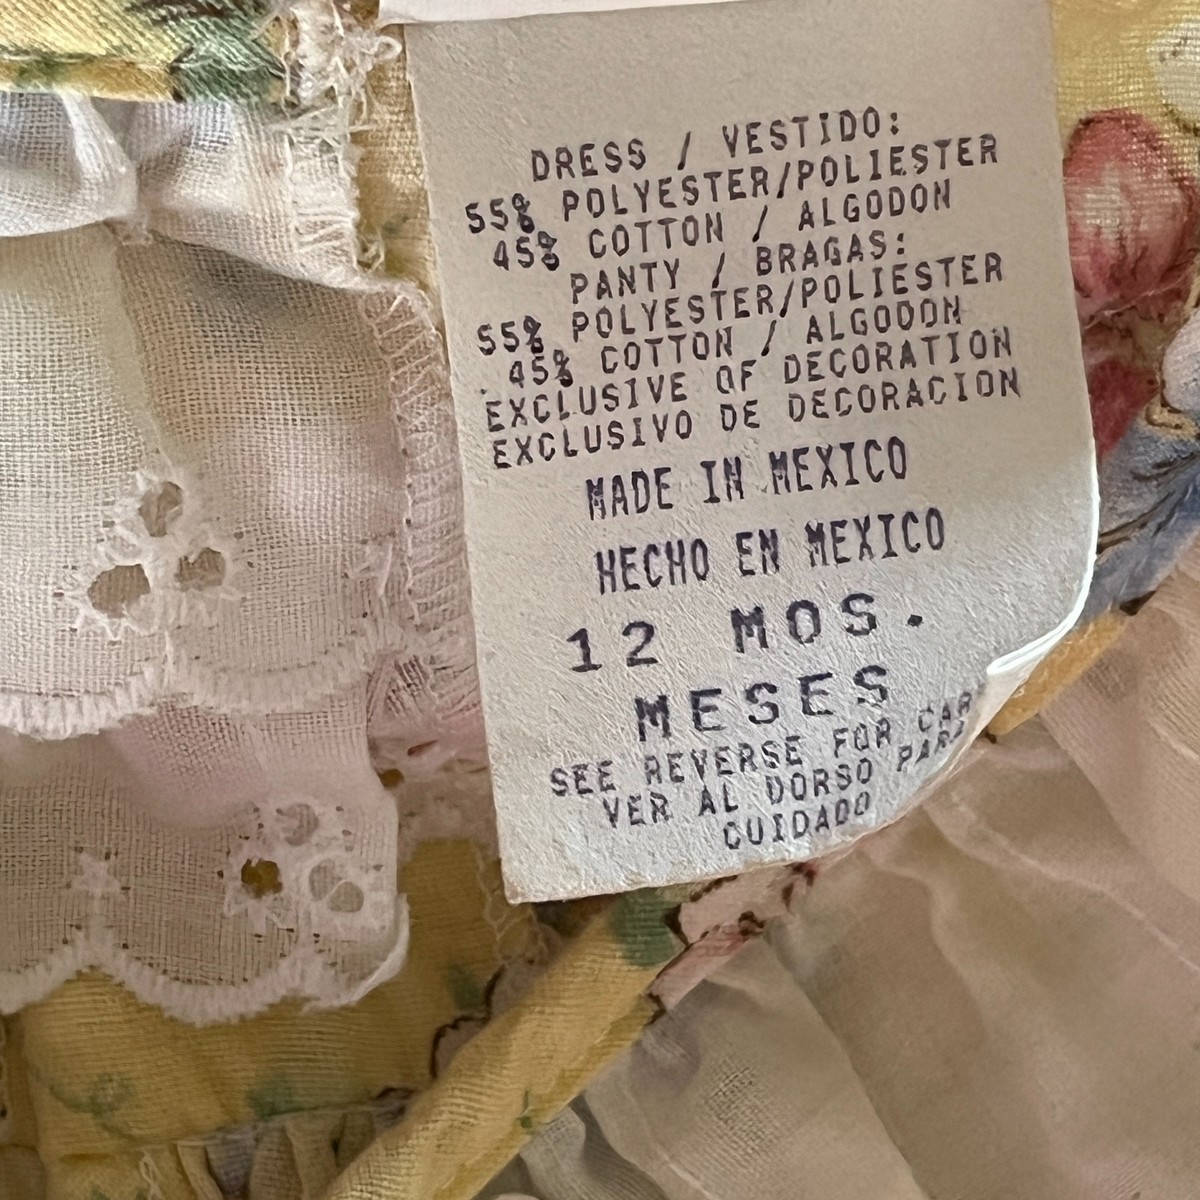 DRESS / VESTIDO:
55% POLYESTER/POLIESTER
45% COTTON / ALGODON
PANTY / BRAGAS:
55% POLYESTER/POLIESTER
45% COTTON / ALGODON
EXCLUSIVE OF DECORATION
EXCLUSIVO DE DECORACION
MADE IN MEXICO
HECHO EN MEXICO
12 MOS.
MESES
SEE REVERSE FOR CAR
VER AL DORSO PARA
CUIDADO